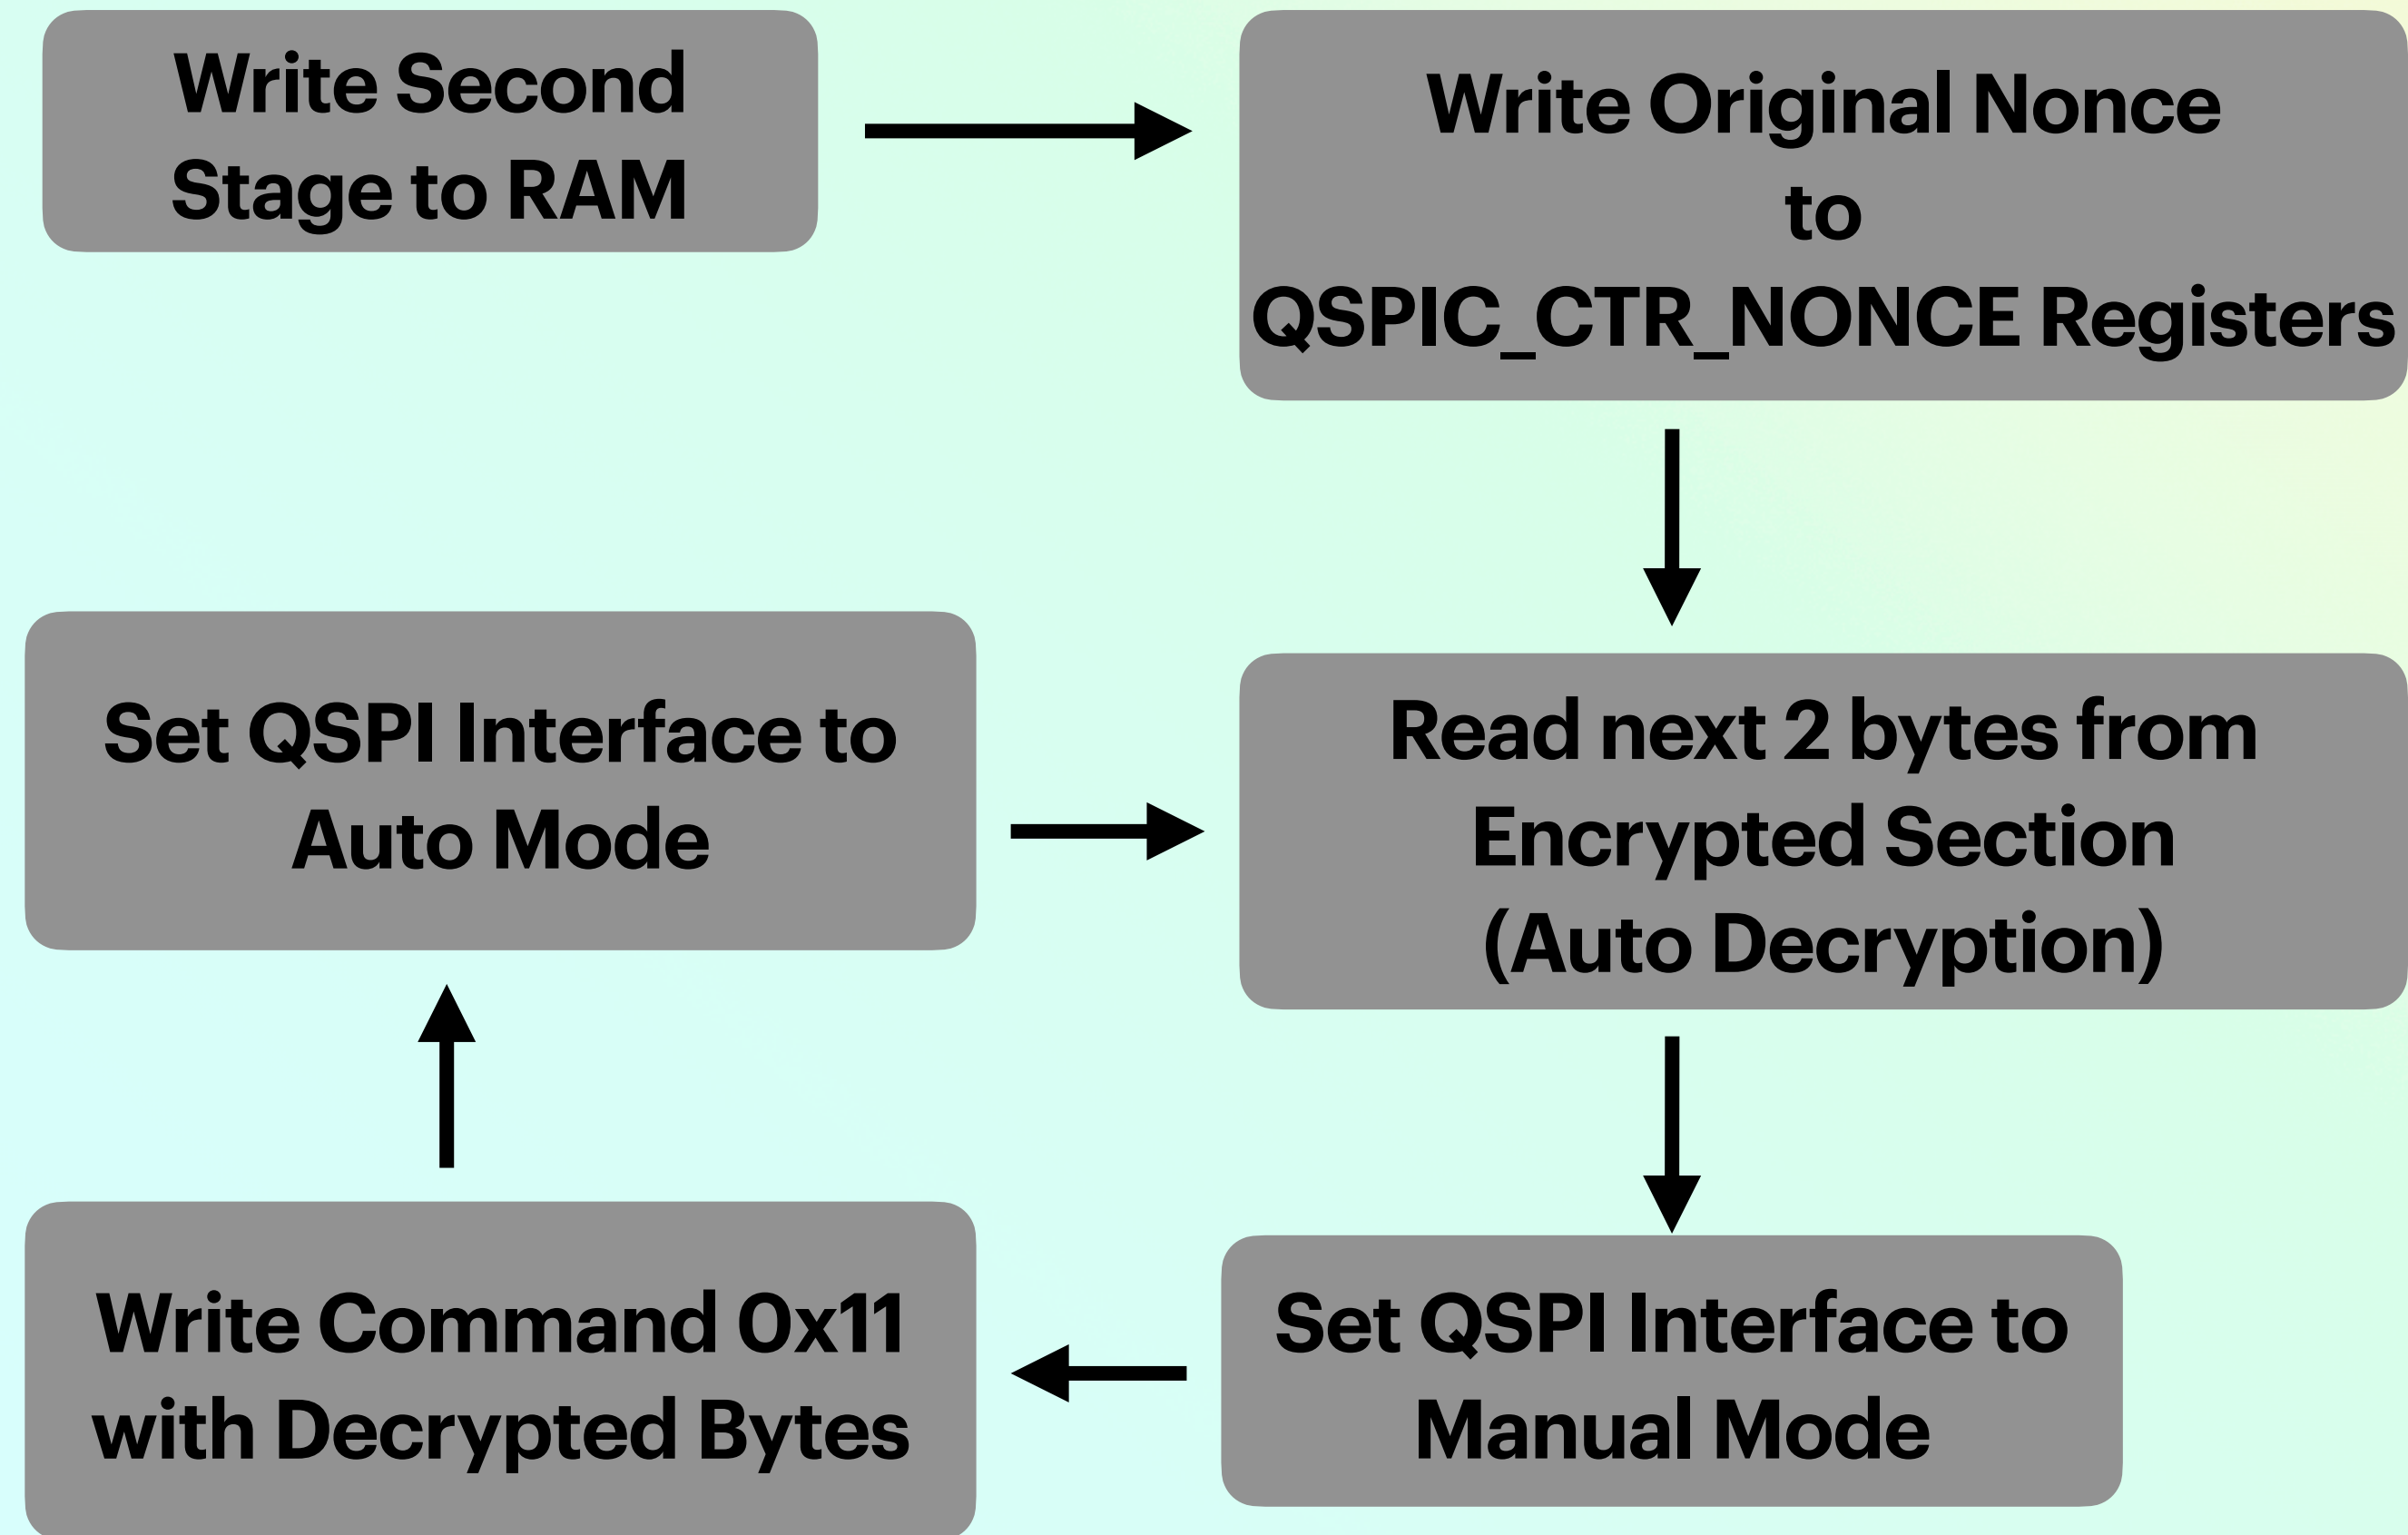 Write Second
Stage to RAM
Write Original Nonce
to
QSPIC_CTR_NONCE Registers
Set QSPI Interface to
Auto Mode
Read next 2 bytes from
Encrypted Section
(Auto Decryption)
Write Command 0x11
with Decrypted Bytes
Set QSPI Interface to
Manual Mode